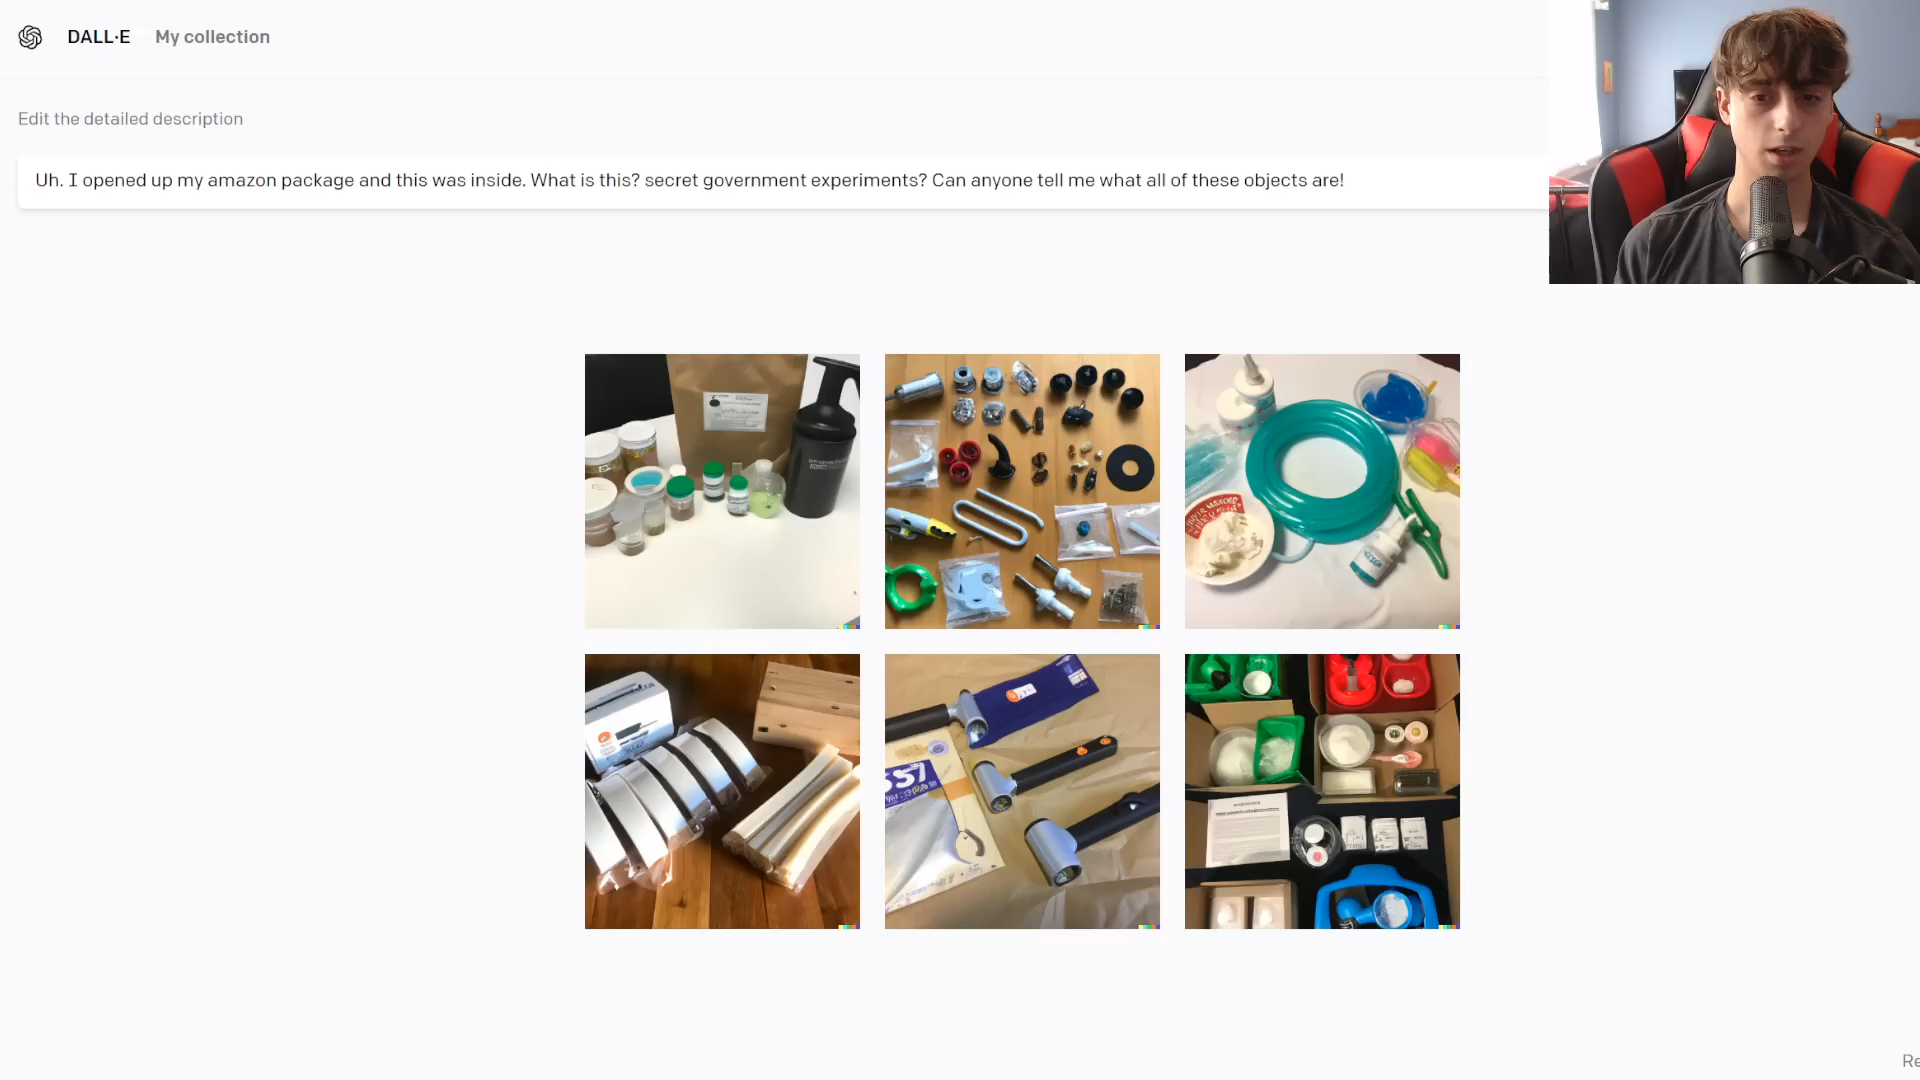 DALL·E My collection
Edit the detailed description
Uh. I opened up my amazon package and this was inside. What is this? secret government experiments? Can anyone tell me what all of these objects are!
Re